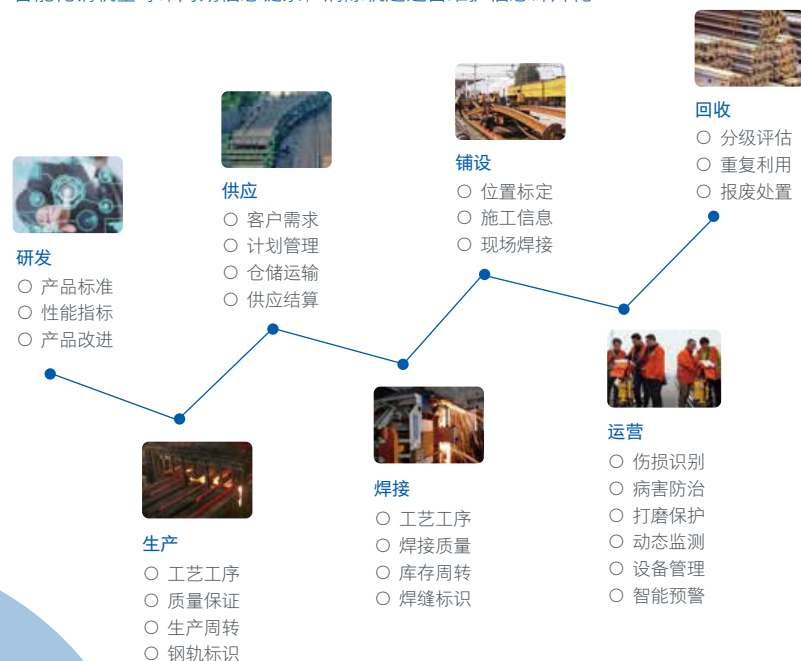 研发
○ 产品标准
○ 性能指标
○ 产品改进
生产
○ 工艺工序
○ 质量保证
○ 生产周转
○ 钢轨标识
供应
○ 客户需求
○ 计划管理
○ 仓储运输
○ 供应结算
焊接
○ 工艺工序
○ 焊接质量
○ 库存周转
○ 焊缝标识
铺设
○ 位置标定
○ 施工信息
○ 现场焊接
运营
○ 伤损识别
○ 病害防治
○ 打磨保护
○ 动态监测
○ 设备管理
○ 智能预警
回收
○ 分级评估
○ 重复利用
○ 报废处置